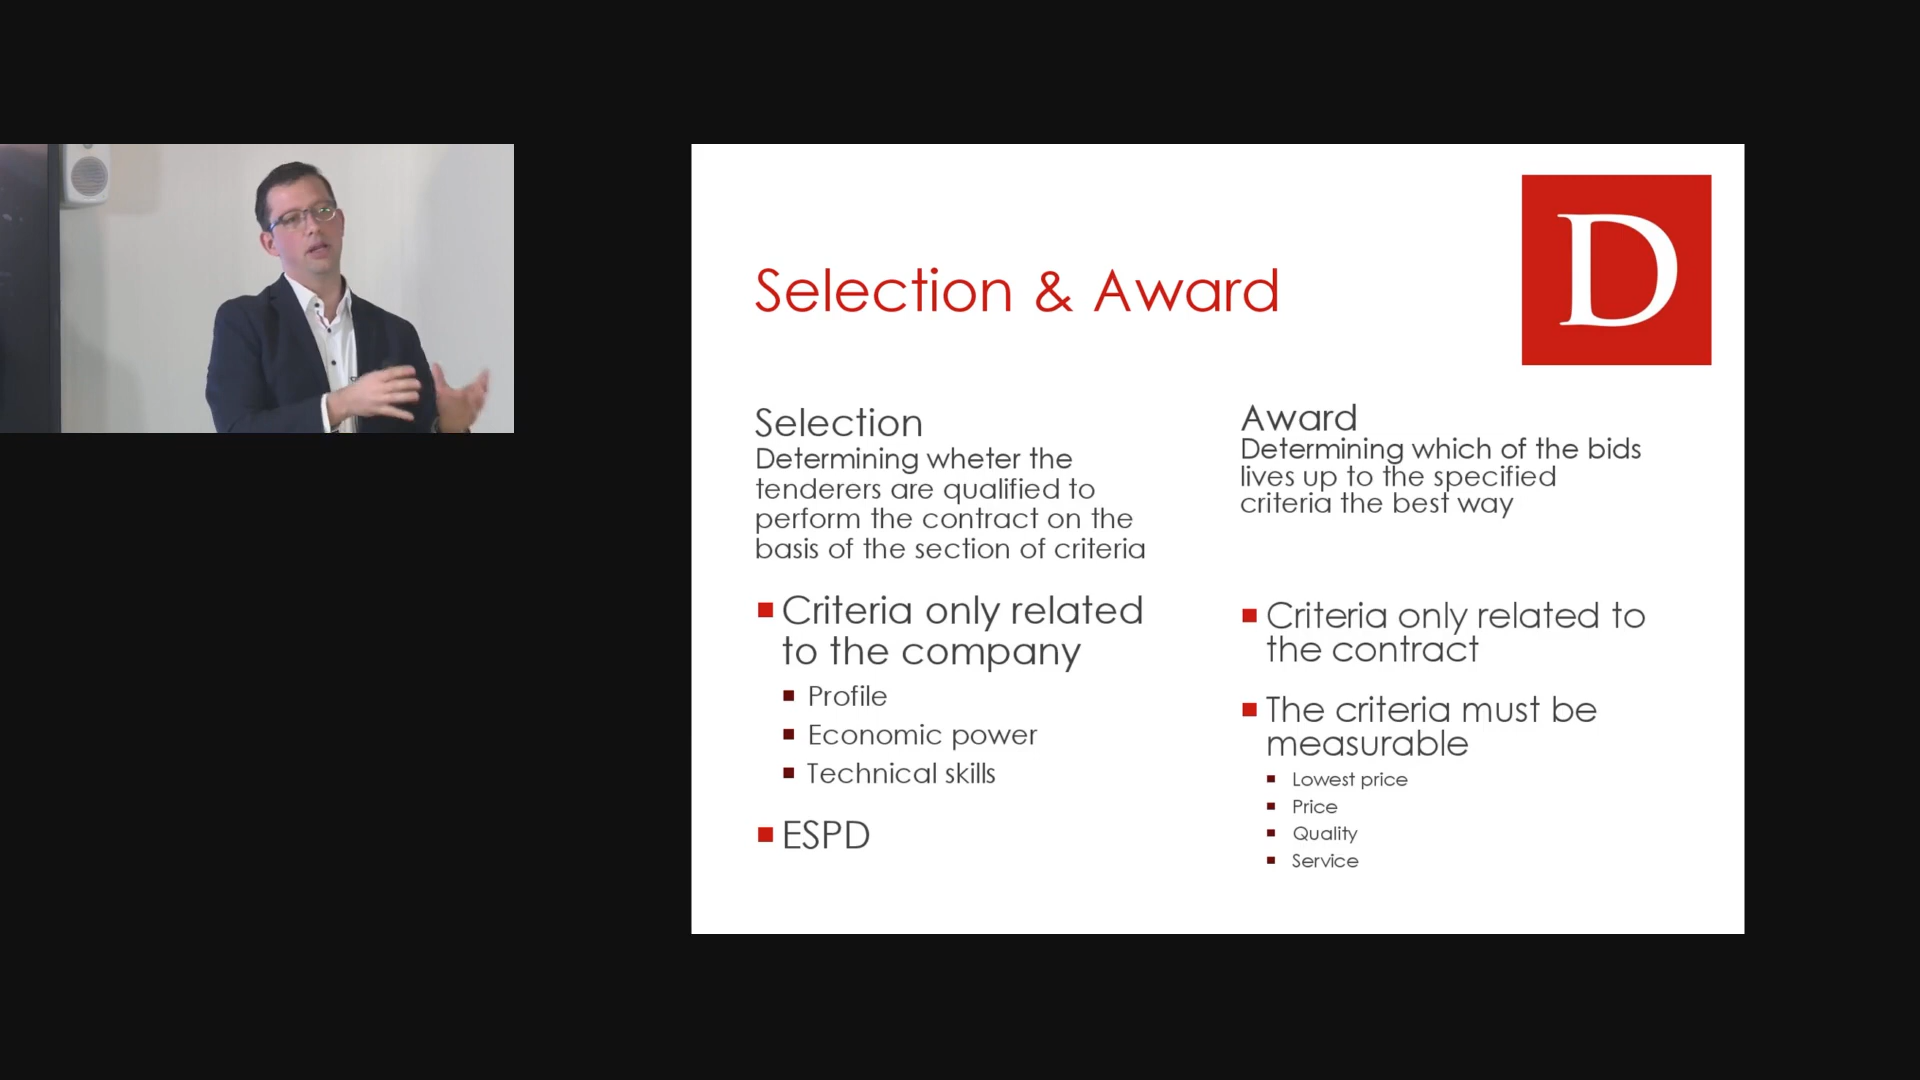 D
Selection & Award
Selection
Determining wheter the
tenderers are qualified to
perform the contract on the
basis of the section of criteria
Criteria only related
to the company
Profile
Economic power
Technical skills
ESPD
Award
Determining which of the bids
lives up to the specified
criteria the best way
Criteria only related to
the contract
The criteria must be
measurable
Lowest price
Price
Quality
Service